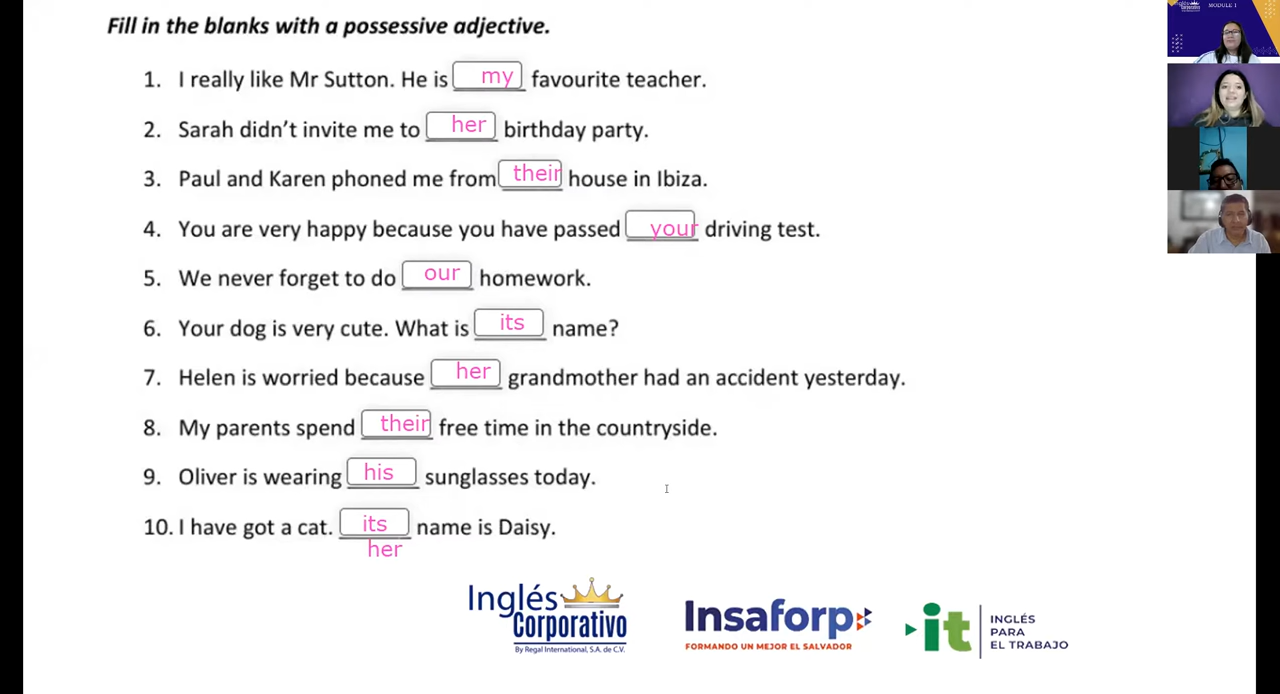 Fill in the blanks with a possessive adjective.
1. I really like Mr Sutton. He is my favourite teacher.
2. Sarah didn't invite me to her birthday party.
3. Paul and Karen phoned me from their house in Ibiza.
4. You are very happy because you have passed your driving test.
5. We never forget to do our homework.
6. Your dog is very cute. What is its name?
7. Helen is worried because her grandmother had an accident yesterday.
8. My parents spend their free time in the countryside.
9. Oliver is wearing his sunglasses today.
10. I have got a cat. its name is Daisy.
her
Inglés
Corporativo
By Regal International, S.A. de C.V.
Insaforp
FORMANDO UN MEJOR EL SALVADOR
it
INGLÉS
PARA
EL TRABAJO
MODULE 1